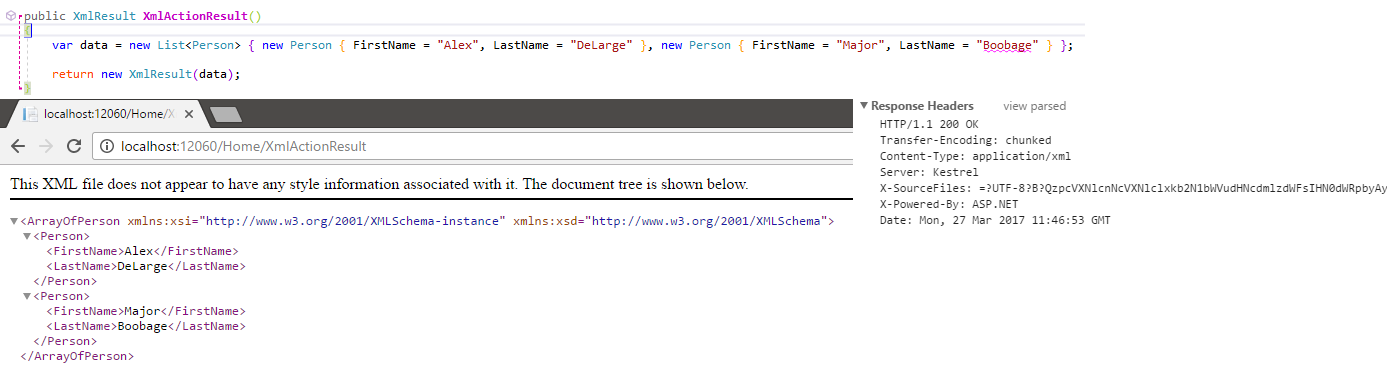 public XmlResult XmlActionResult()
{
var data = new List<Person> { new Person { FirstName = "Alex", LastName = "DeLarge" }, new Person { FirstName = "Major", LastName = "Boobage" } };
return new XmlResult(data);
}
localhost:12060/Home/X
localhost:12060/Home/XmlActionResult
This XML file does not appear to have any style information associated with it. The document tree is shown below.
<ArrayOfPerson xmlns:xsi="http://www.w3.org/2001/XMLSchema-instance" xmlns:xsd="http://www.w3.org/2001/XMLSchema">
<Person>
<FirstName>Alex</FirstName>
<LastName>DeLarge</LastName>
</Person>
<Person>
<FirstName>Major</FirstName>
<LastName>Boobage</LastName>
</Person>
</ArrayOfPerson>
Response Headers view parsed
HTTP/1.1 200 OK
Transfer-Encoding: chunked
Content-Type: application/xml
Server: Kestrel
X-SourceFiles: =?UTF-8?B?QzpcVXNlcnNcVXNlclxkb2N1bWVudHNcdmlzdWFsIHN0dWRpbyAy
X-Powered-By: ASP.NET
Date: Mon, 27 Mar 2017 11:46:53 GMT